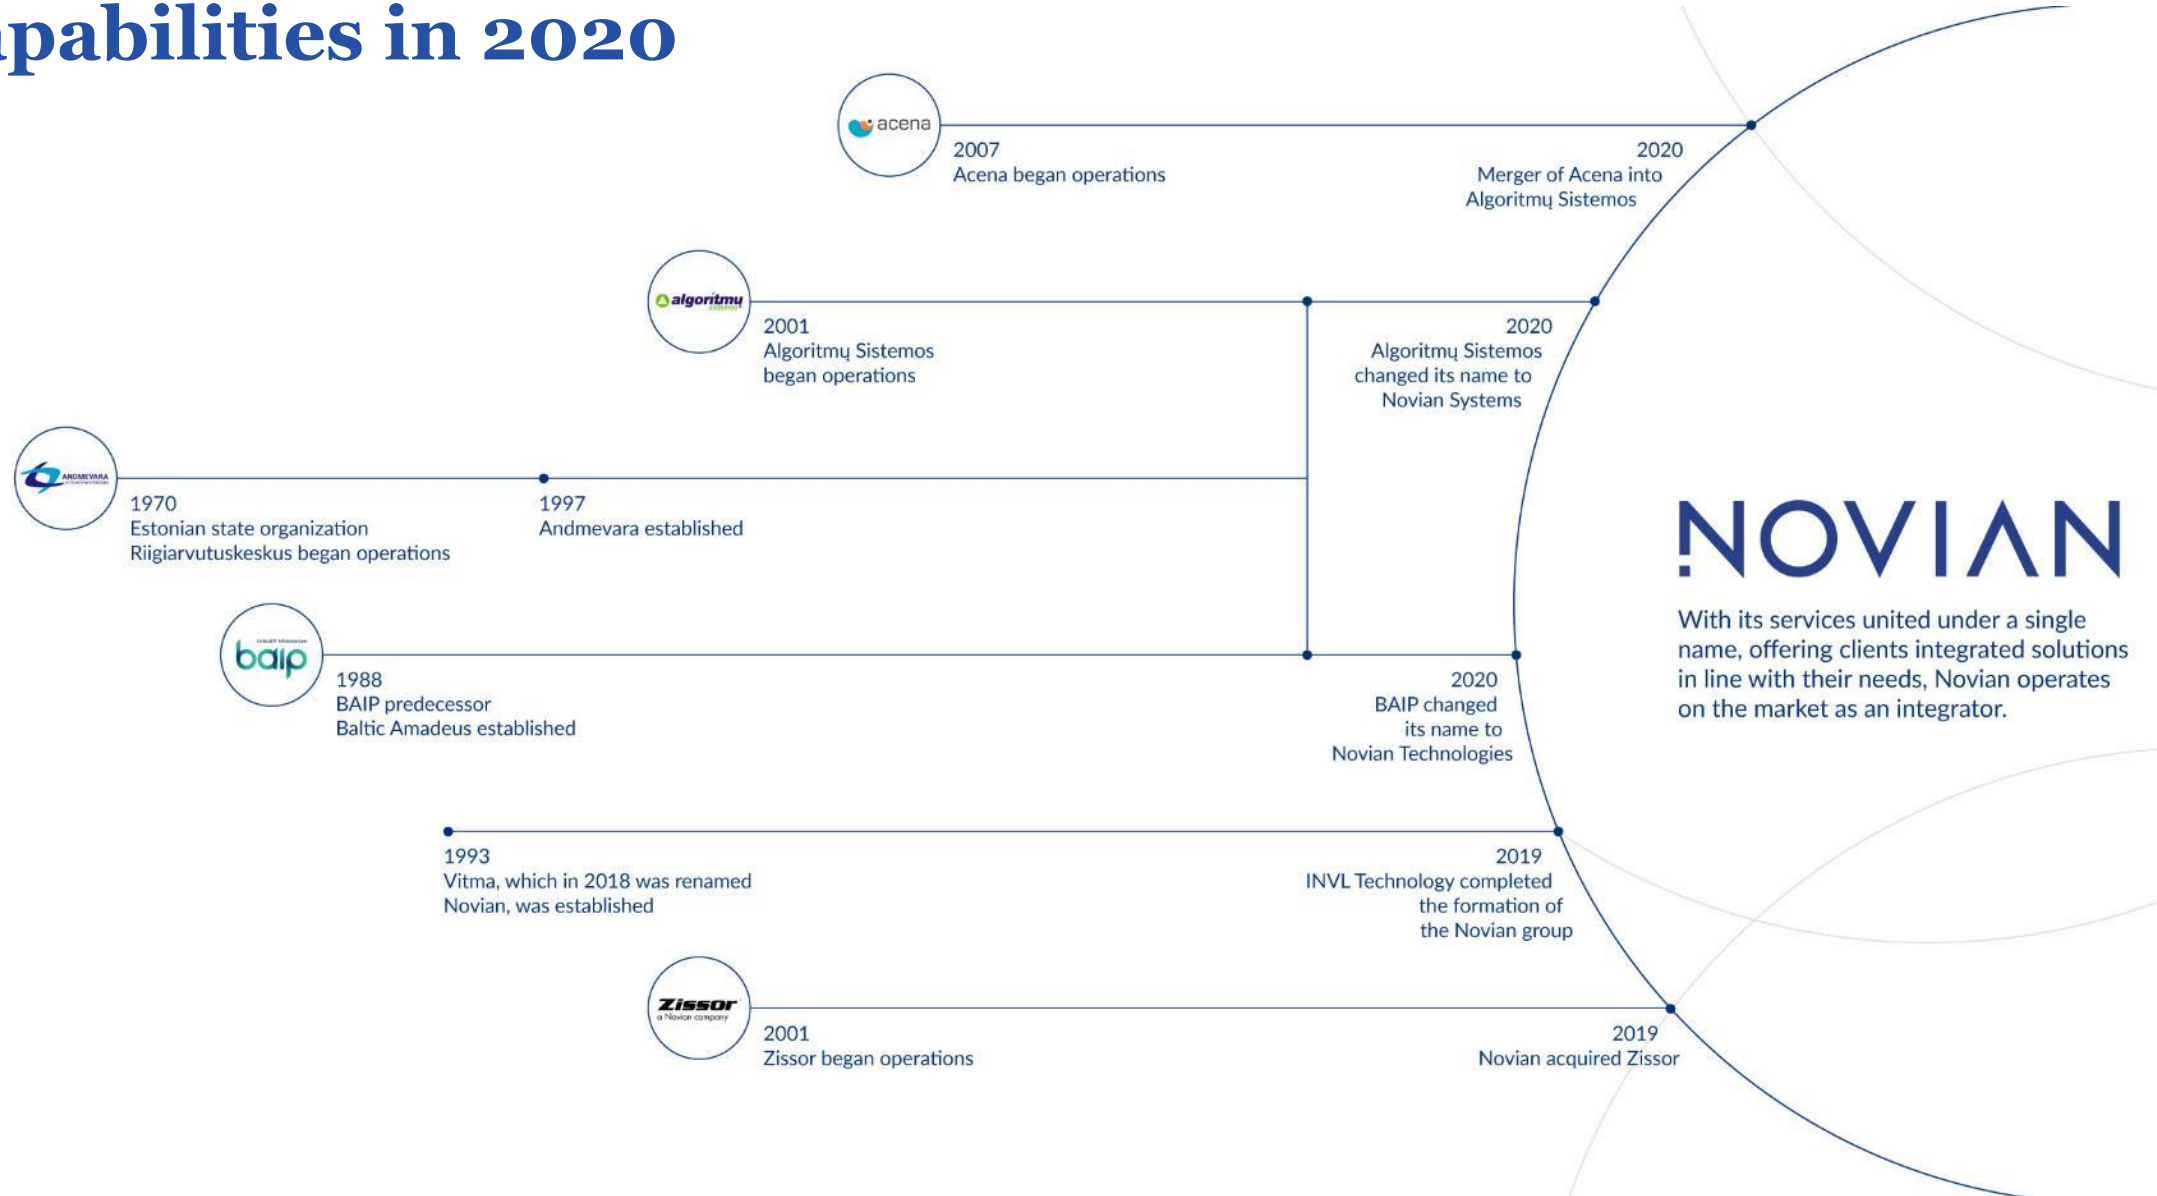 apabilities in 2020
acena
2007
Acena began operations
2020
Merger of Acena into
Algoritmų Sistemos
algoritmų
sistemos
2001
Algoritmų Sistemos
began operations
2020
Algoritmų Sistemos
changed its name to
Novian Systems
ANDMEVARA
1970
Estonian state organization
Riigiarvutuskeskus began operations
1997
Andmevara established
NOVIAN
With its services united under a single
name, offering clients integrated solutions
in line with their needs, Novian operates
on the market as an integrator.
baip
1988
BAIP predecessor
Baltic Amadeus established
2020
BAIP changed
its name to
Novian Technologies
1993
Vitma, which in 2018 was renamed
Novian, was established
2019
INVL Technology completed
the formation of
the Novian group
Zissor
a Novian company
2001
Zissor began operations
2019
Novian acquired Zissor